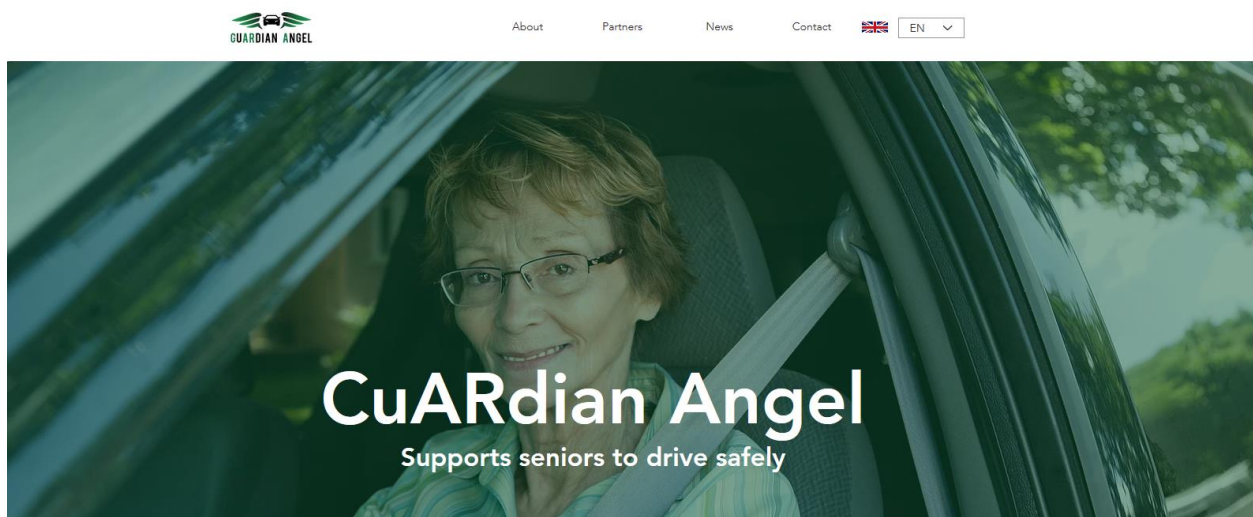 GUARDIAN ANGEL
About Partners News Contact EN
CuARdian Angel
Supports seniors to drive safely